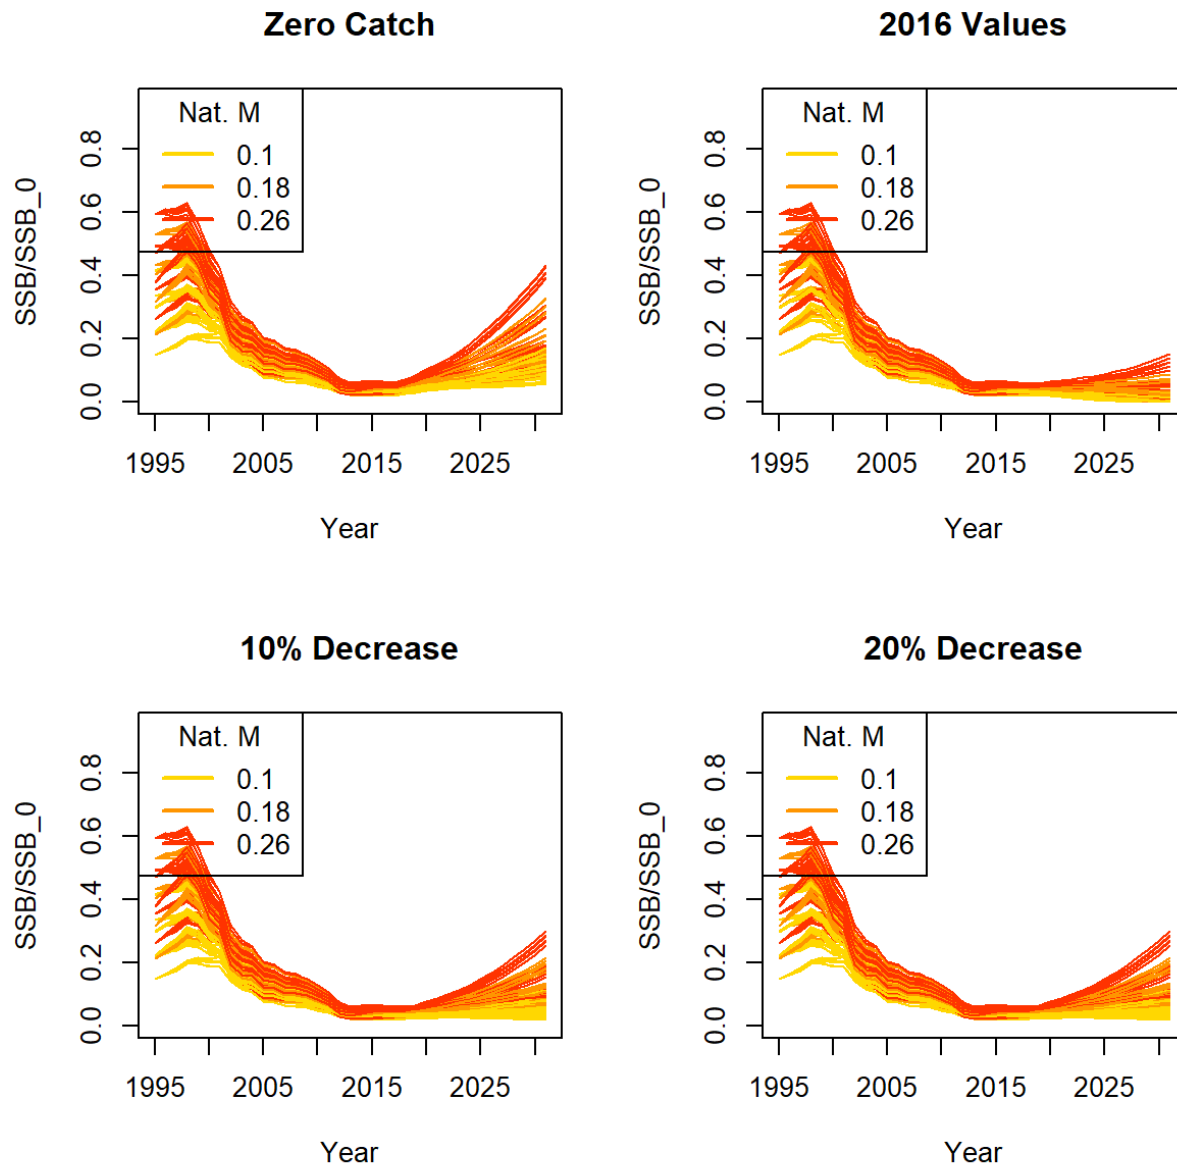 Zero Catch
SSB/SSB_0
0.0 0.2 0.4 0.6 0.8
Nat. M
0.1
0.18
0.26
1995 2005 2015 2025
Year
2016 Values
SSB/SSB_0
0.0 0.2 0.4 0.6 0.8
Nat. M
0.1
0.18
0.26
1995 2005 2015 2025
Year
10% Decrease
SSB/SSB_0
0.0 0.2 0.4 0.6 0.8
Nat. M
0.1
0.18
0.26
1995 2005 2015 2025
Year
20% Decrease
SSB/SSB_0
0.0 0.2 0.4 0.6 0.8
Nat. M
0.1
0.18
0.26
1995 2005 2015 2025
Year